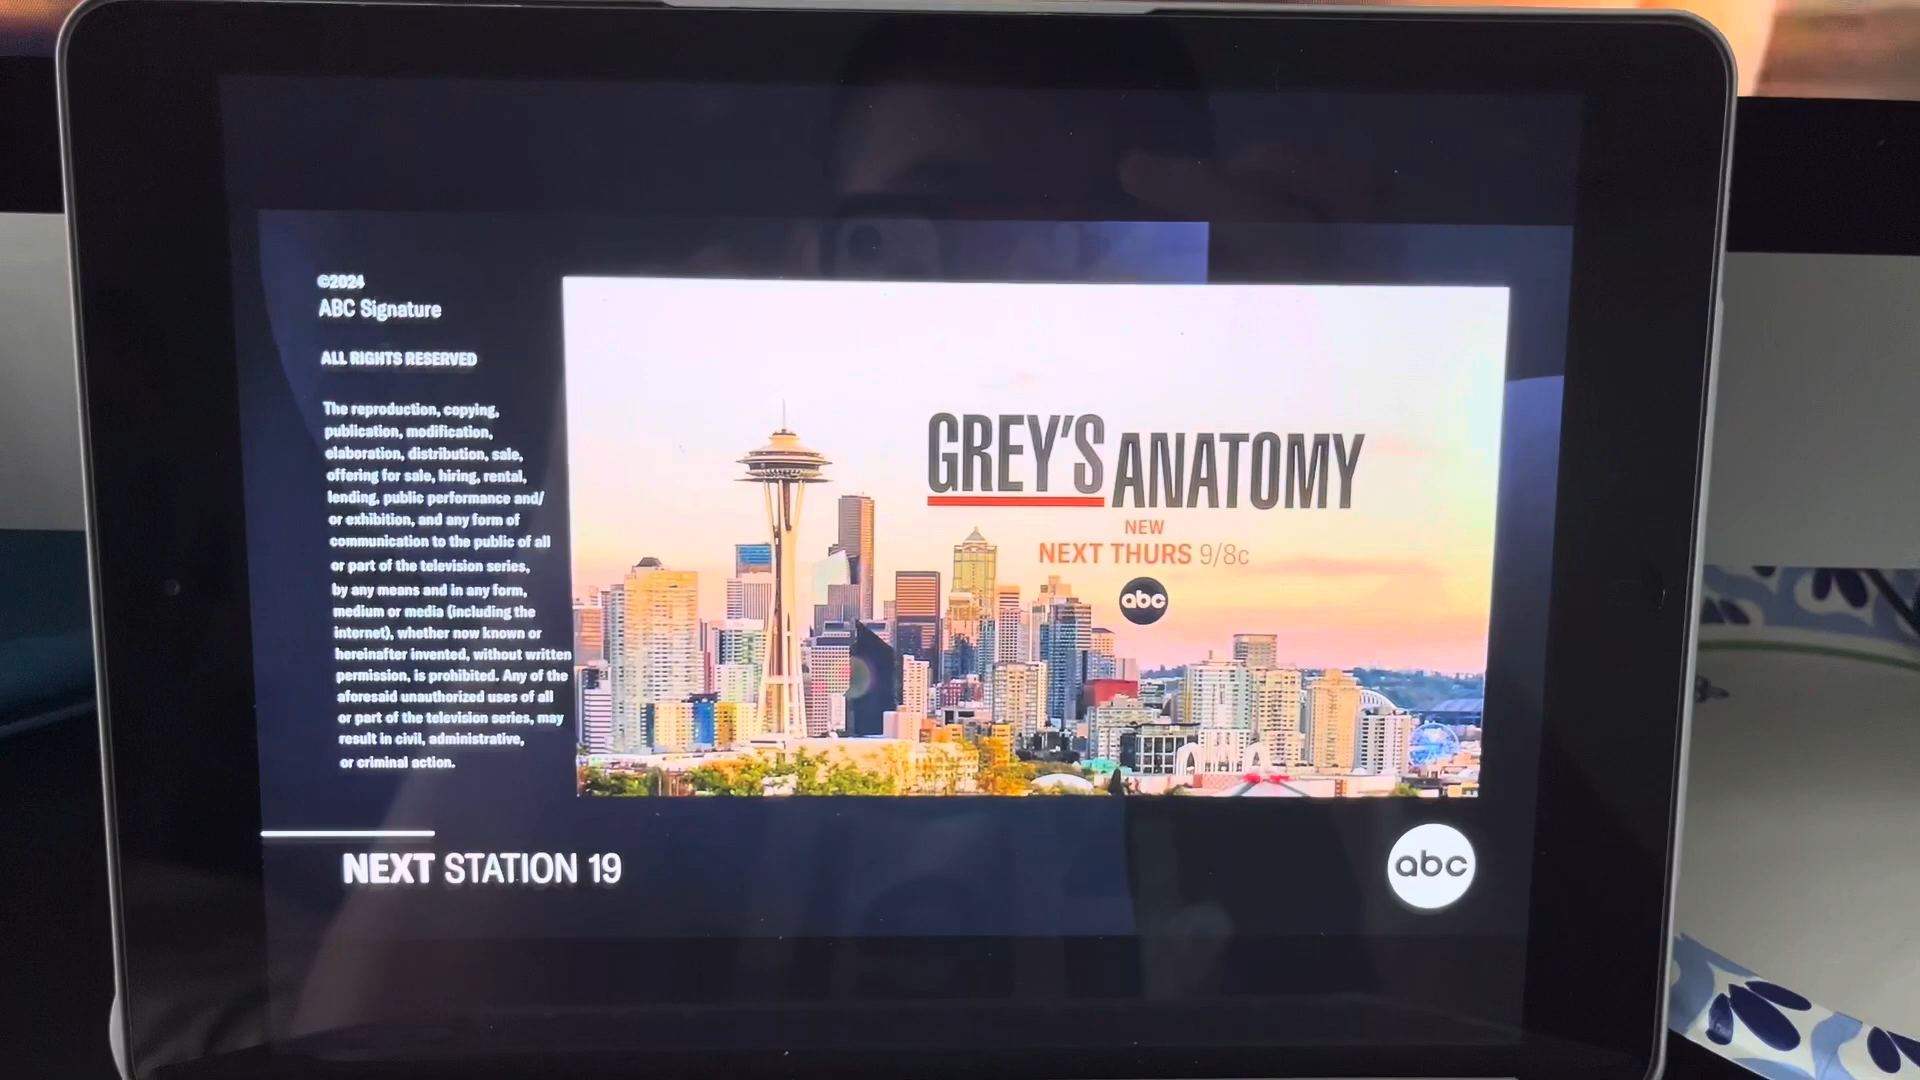 ©2024
ABC Signature
ALL RIGHTS RESERVED
The reproduction, copying,
publication, modification,
elaboration, distribution, sale,
offering for sale, hiring, rental,
lending, public performance and/
or exhibition, and any form of
communication to the public of all
or part of the television series,
by any means and in any form,
medium or media (including the
internet), whether now known or
hereinafter invented, without written
permission, is prohibited. Any of the
aforesaid unauthorized uses of all
or part of the television series, may
result in civil, administrative,
or criminal action.
GREY'S ANATOMY
NEW
NEXT THURS 9/8c
abc
NEXT STATION 19
abc